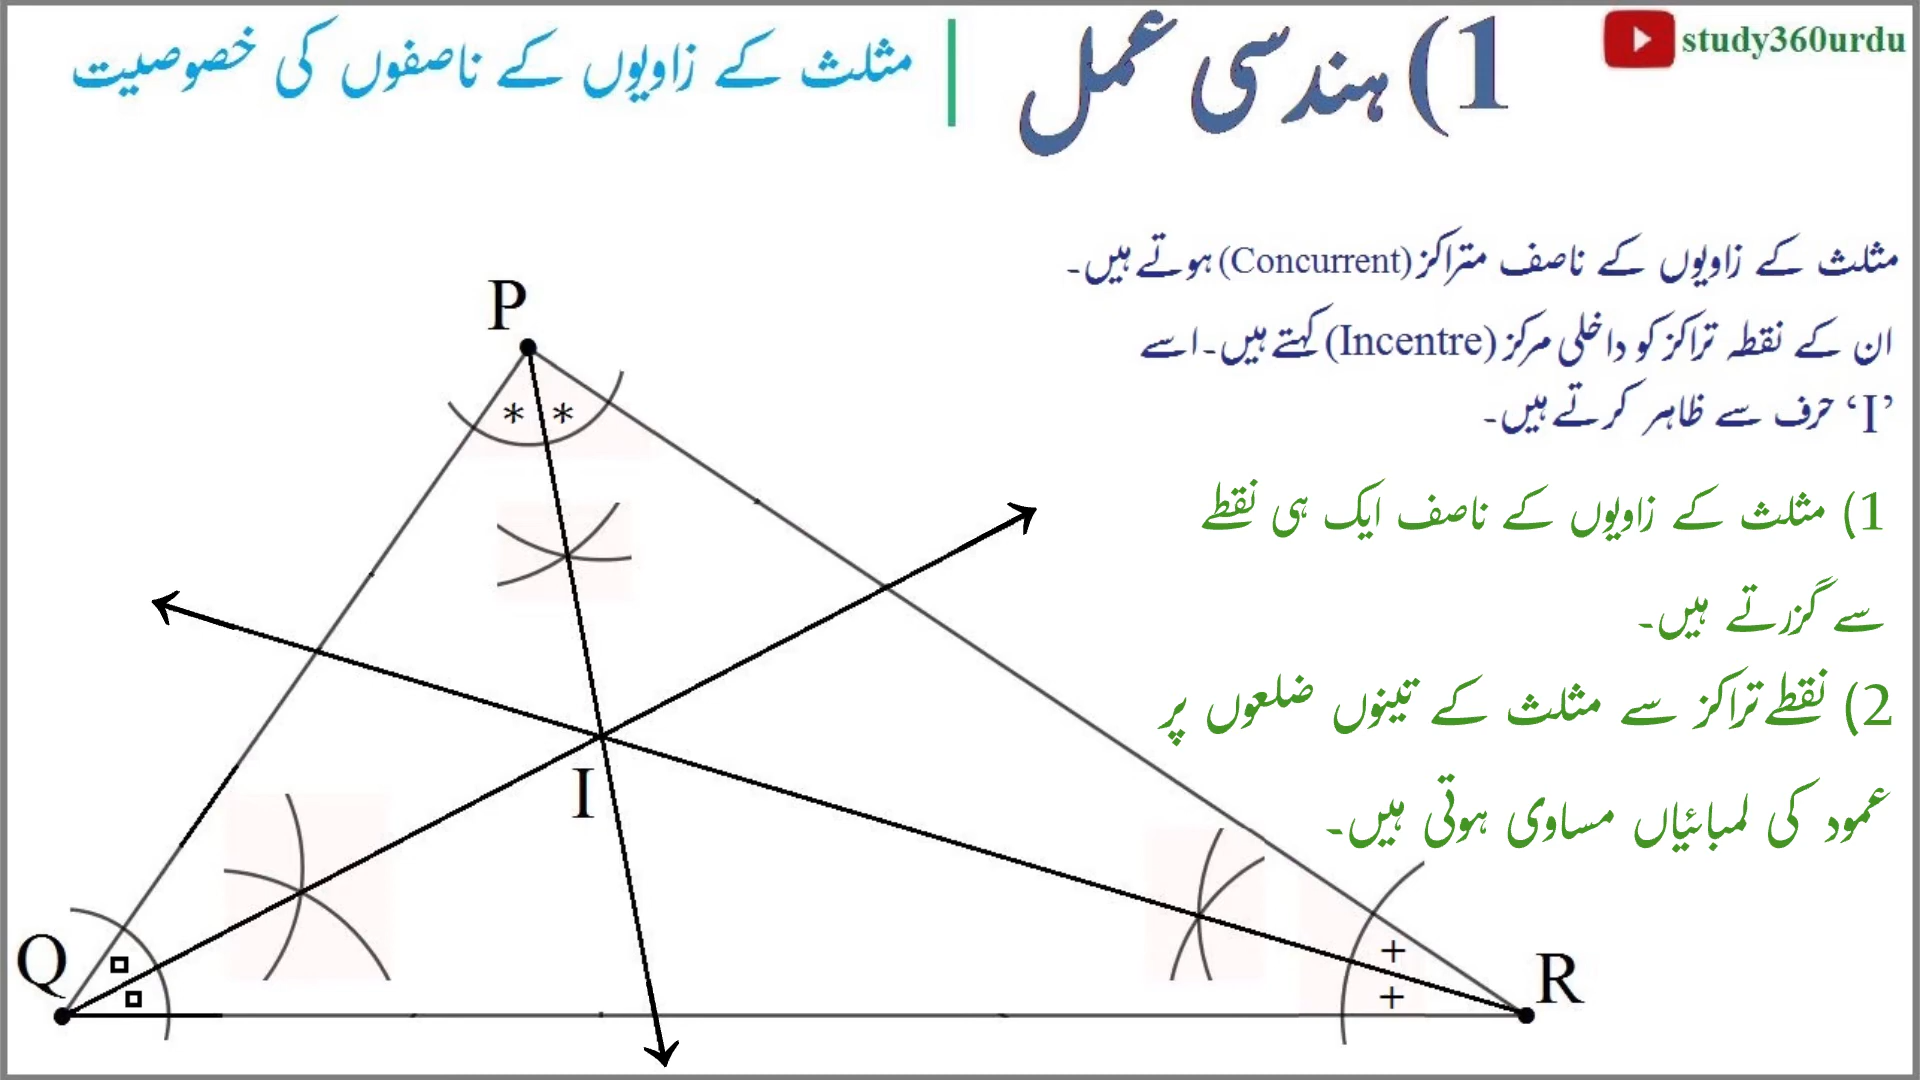 study360urdu
1) ہندسی عمل | مثلث کے زاویوں کے ناصفوں کی خصوصیت
مثلث کے زاویوں کے ناصف متراکز (Concurrent) ہوتے ہیں۔
ان کے نقطہ تراکز کو داخلی مرکز (Incentre) کہتے ہیں۔ اسے
’I‘ حرف سے ظاہر کرتے ہیں۔
1) مثلث کے زاویوں کے ناصف ایک ہی نقطے
سے گزرتے ہیں۔
2) نقطے تراکز سے مثلث کے تینوں ضلعوں پر
عمود کی لمبائیاں مساوی ہوتی ہیں۔
P
* *
I
Q
R
+
+